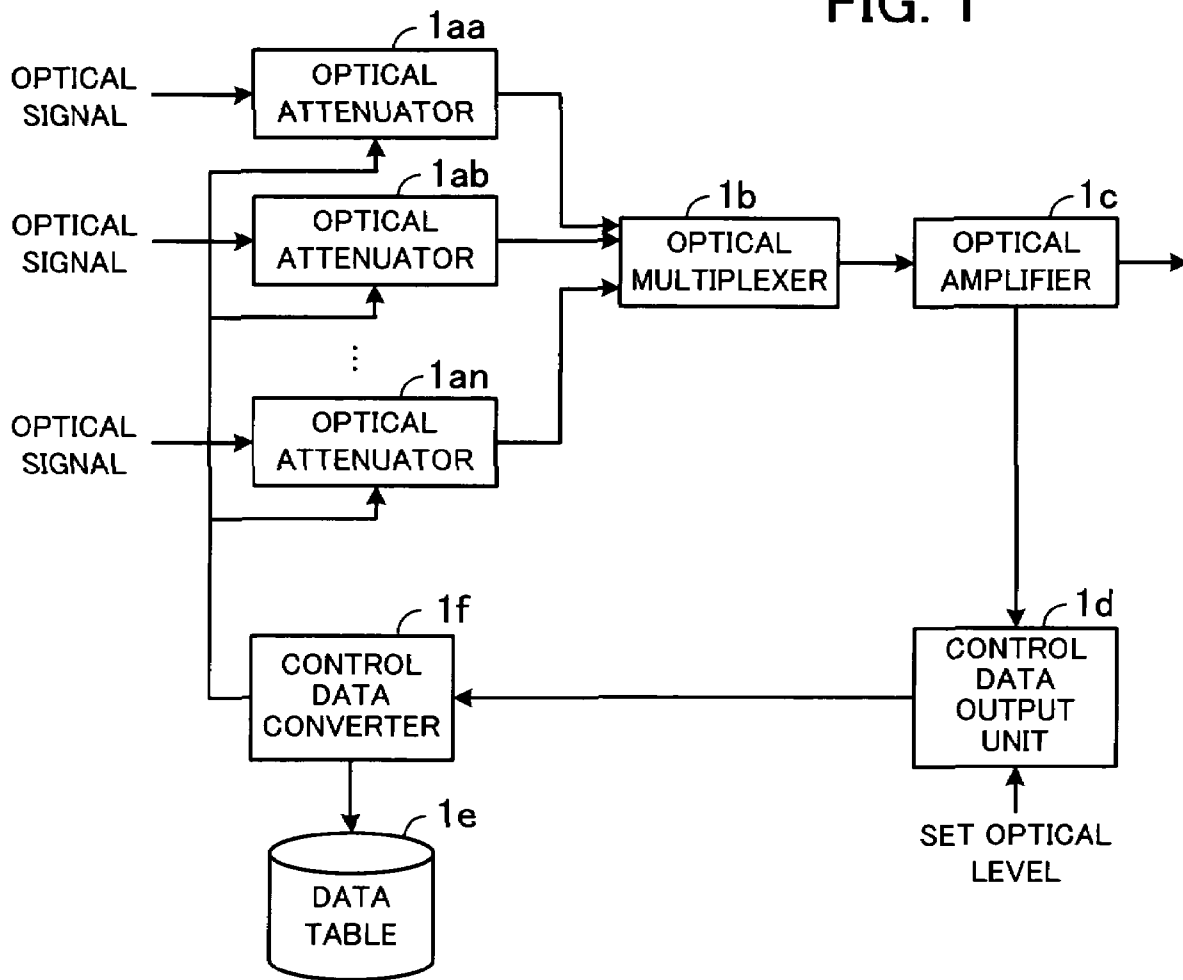 FIG. 1
1aa
OPTICAL
SIGNAL
OPTICAL
ATTENUATOR
1ab
OPTICAL
SIGNAL
OPTICAL
ATTENUATOR
1b
OPTICAL
MULTIPLEXER
1c
OPTICAL
AMPLIFIER
...
1an
OPTICAL
SIGNAL
OPTICAL
ATTENUATOR
1f
CONTROL
DATA
CONVERTER
1d
CONTROL
DATA
OUTPUT
UNIT
1e
DATA
TABLE
SET OPTICAL
LEVEL